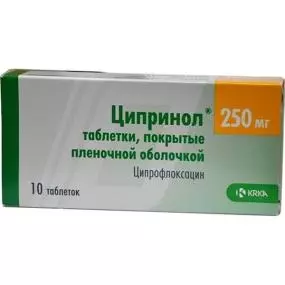 Ципринол® 250 мг
таблетки, покрытые
пленочной оболочкой
Ципрофлоксацин
10 таблеток
KRKA